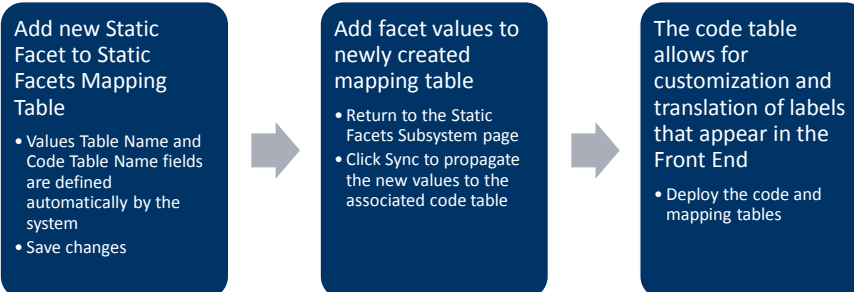 Add new Static
Facet to Static
Facets Mapping
Table
• Values Table Name and
Code Table Name fields
are defined
automatically by the
system
• Save changes
Add facet values to
newly created
mapping table
• Return to the Static
Facets Subsystem page
• Click Sync to propagate
the new values to the
associated code table
The code table
allows for
customization and
translation of labels
that appear in the
Front End
• Deploy the code and
mapping tables